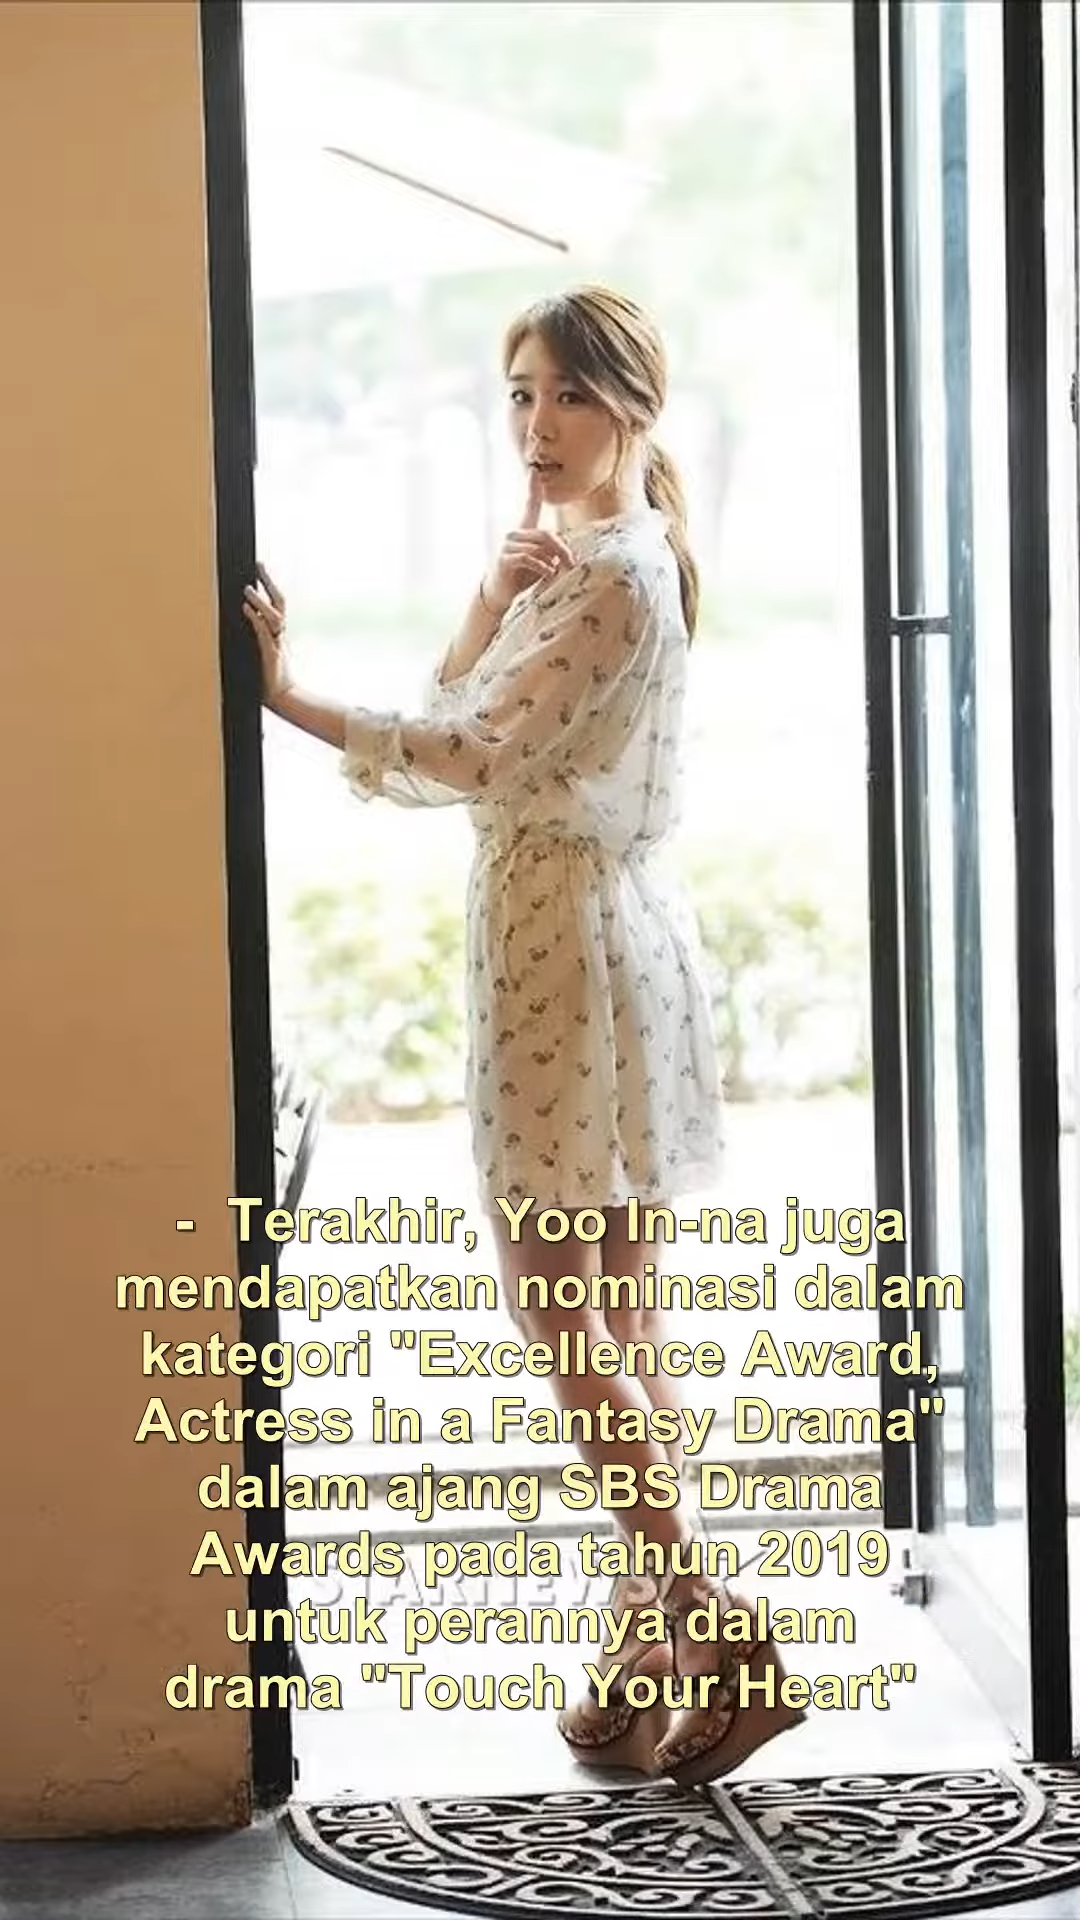 - Terakhir, Yoo In-na juga
mendapatkan nominasi dalam
kategori "Excellence Award,
Actress in a Fantasy Drama"
dalam ajang SBS Drama
Awards pada tahun 2019
untuk perannya dalam
drama "Touch Your Heart"
STARNEWS